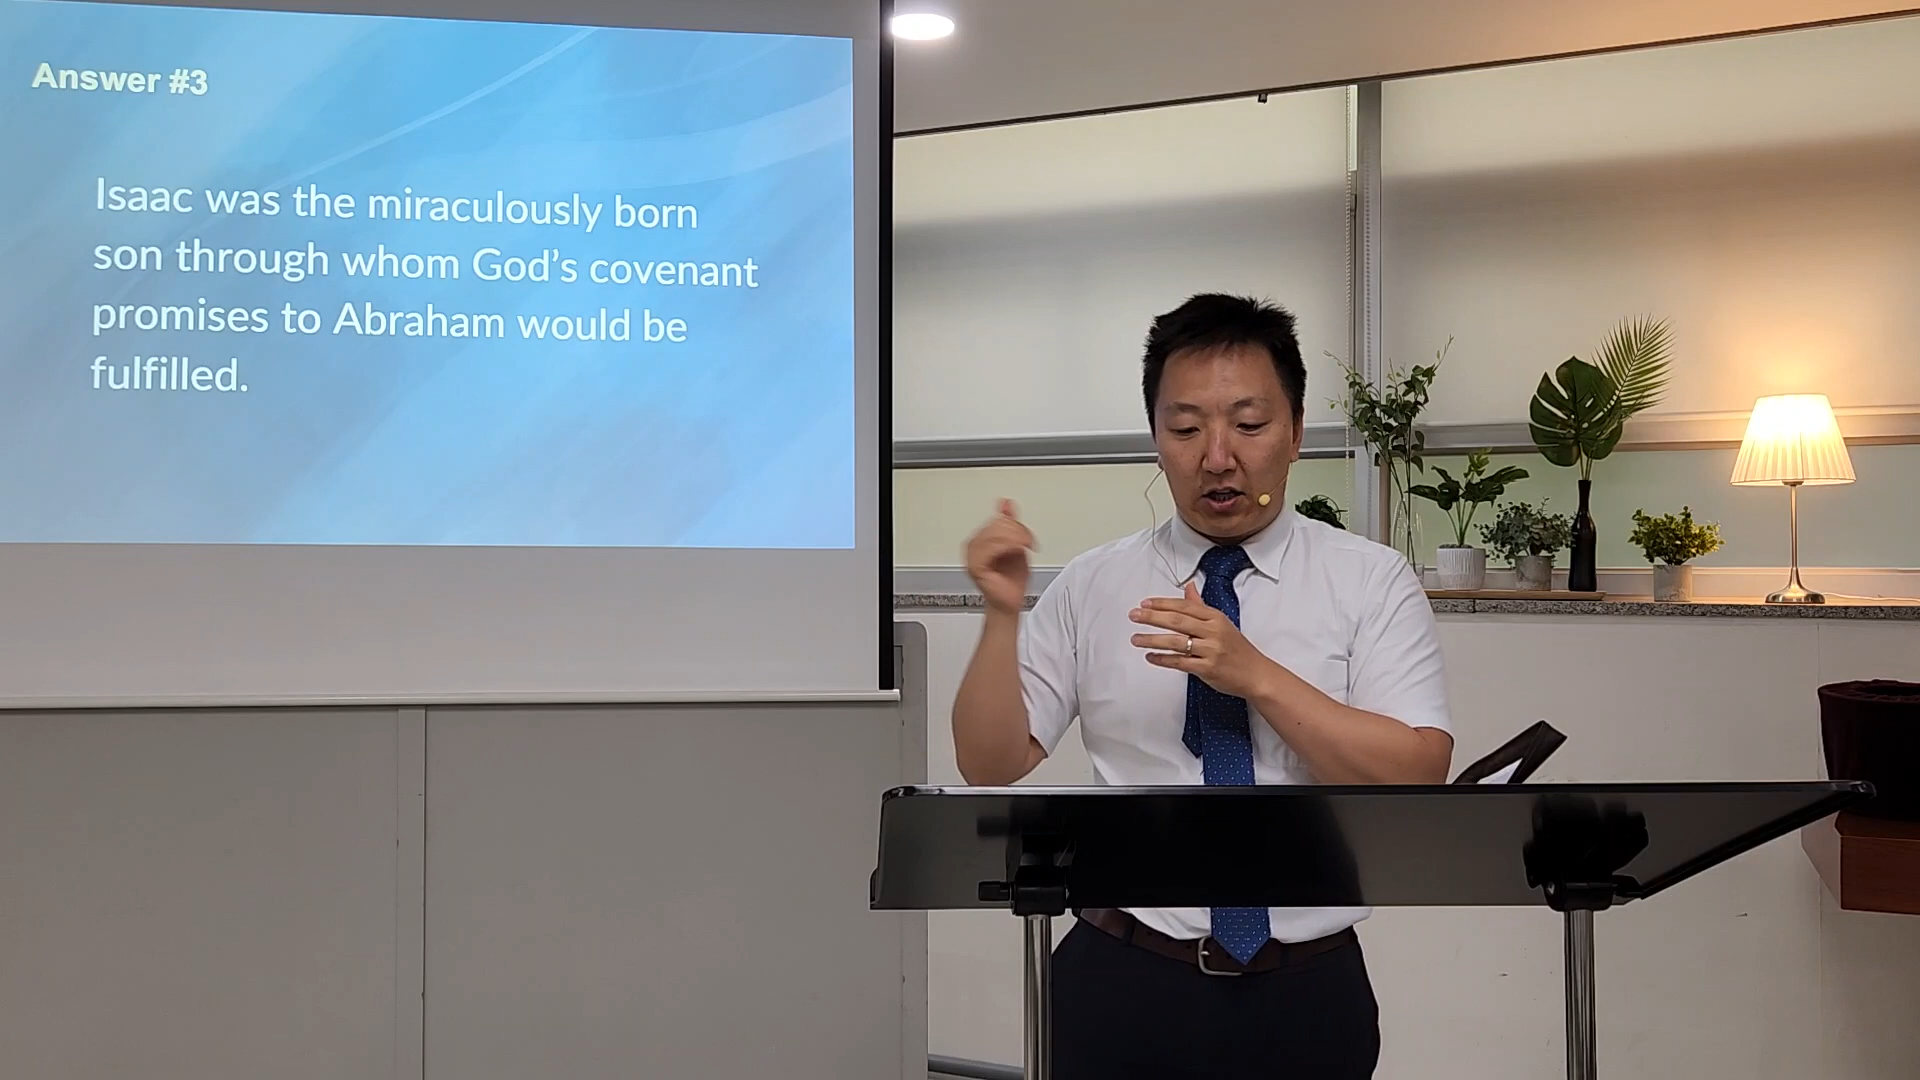 Answer #3
Isaac was the miraculously born
son through whom God's covenant
promises to Abraham would be
fulfilled.